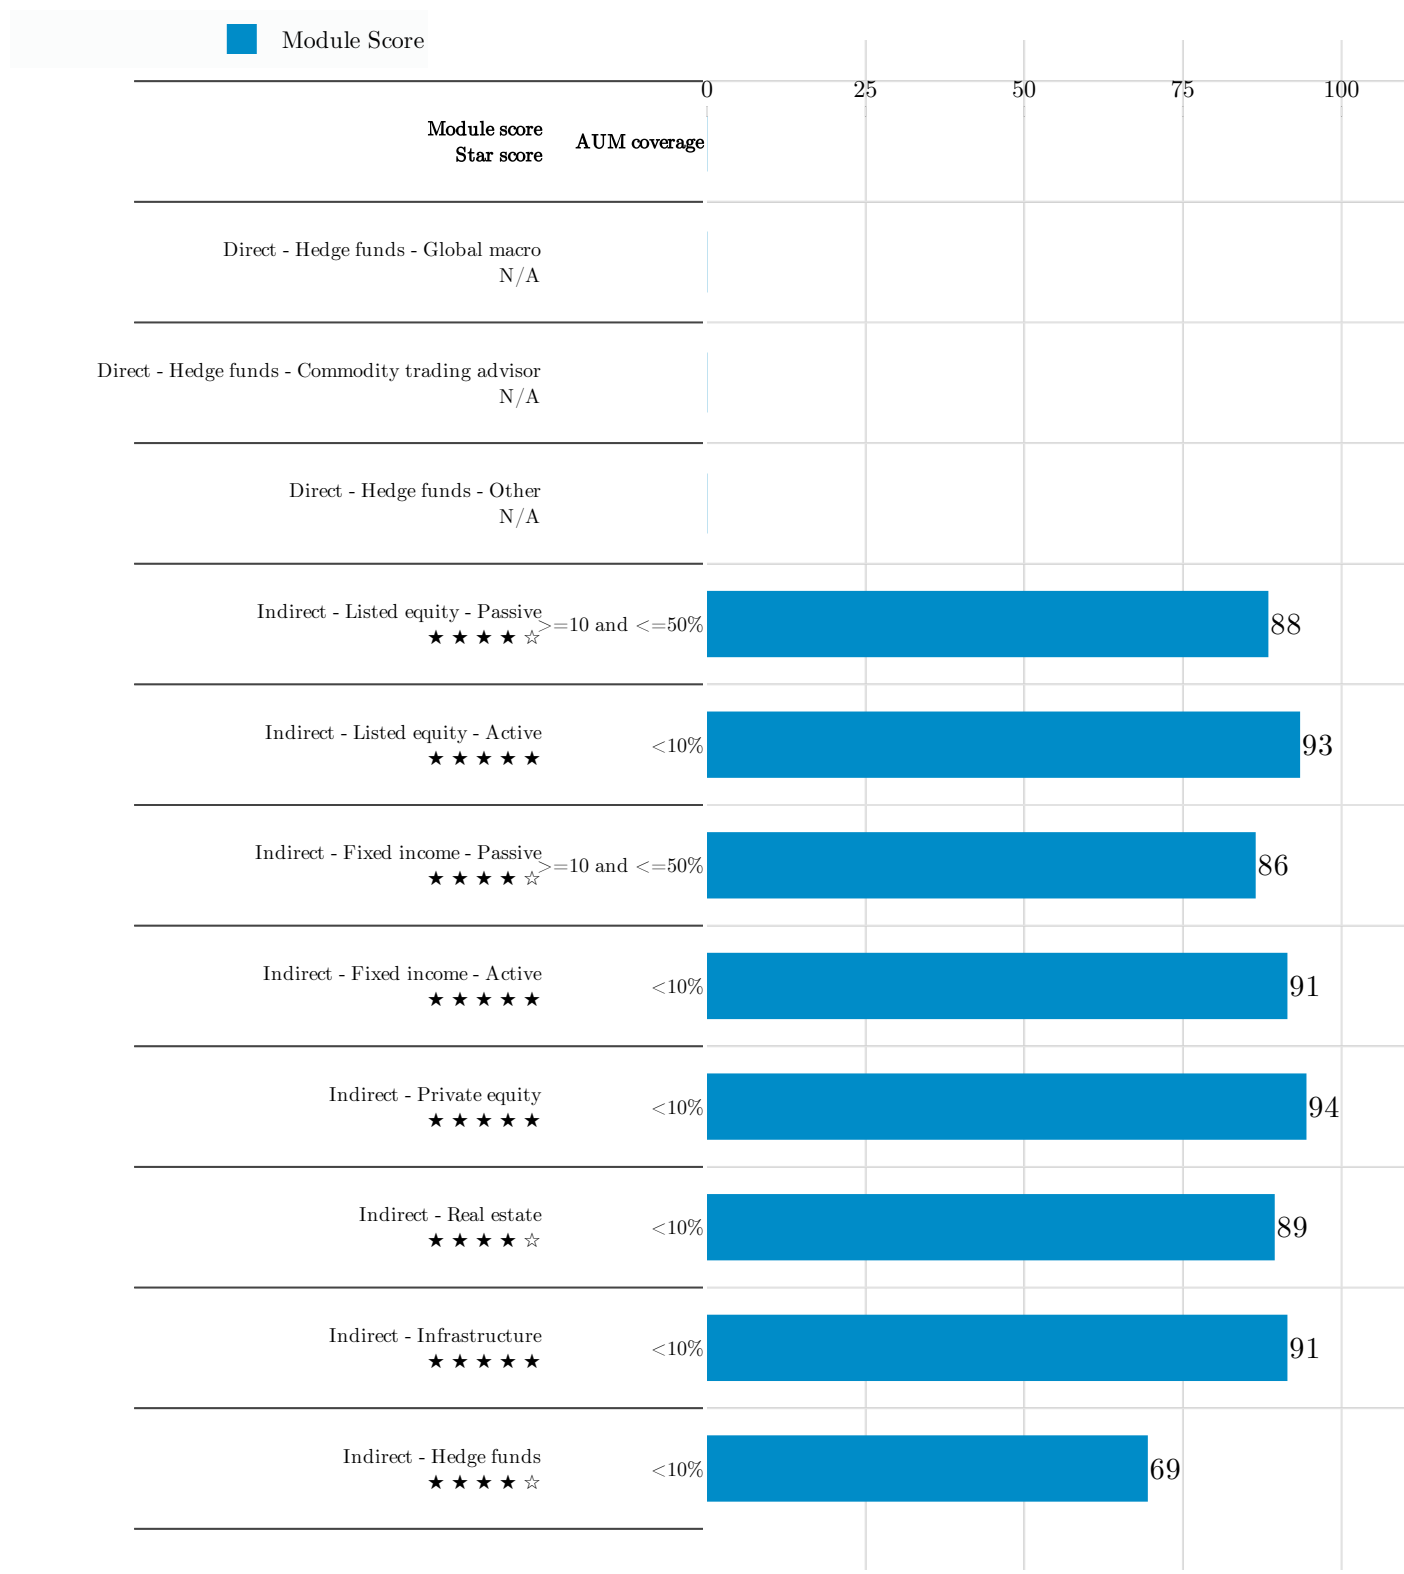 Module Score
0 25 50 75 100
Module score
Star score
AUM coverage
Direct - Hedge funds - Global macro
N/A
Direct - Hedge funds - Commodity trading advisor
N/A
Direct - Hedge funds - Other
N/A
Indirect - Listed equity - Passive
★ ★ ★ ★ ☆
>=10 and <=50%
88
Indirect - Listed equity - Active
★ ★ ★ ★ ★
<10%
93
Indirect - Fixed income - Passive
★ ★ ★ ★ ☆
>=10 and <=50%
86
Indirect - Fixed income - Active
★ ★ ★ ★ ★
<10%
91
Indirect - Private equity
★ ★ ★ ★ ★
<10%
94
Indirect - Real estate
★ ★ ★ ★ ☆
<10%
89
Indirect - Infrastructure
★ ★ ★ ★ ★
<10%
91
Indirect - Hedge funds
★ ★ ★ ★ ☆
<10%
69